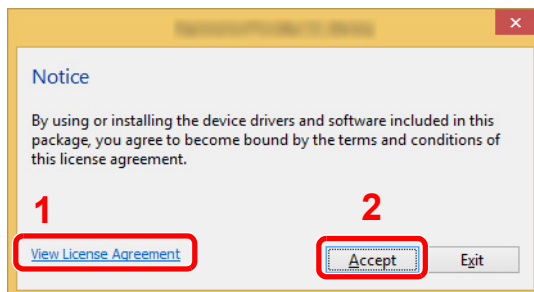 Notice
By using or installing the device drivers and software included in this
package, you agree to become bound by the terms and conditions of
this license agreement.
1
2
View License Agreement
Accept
Exit